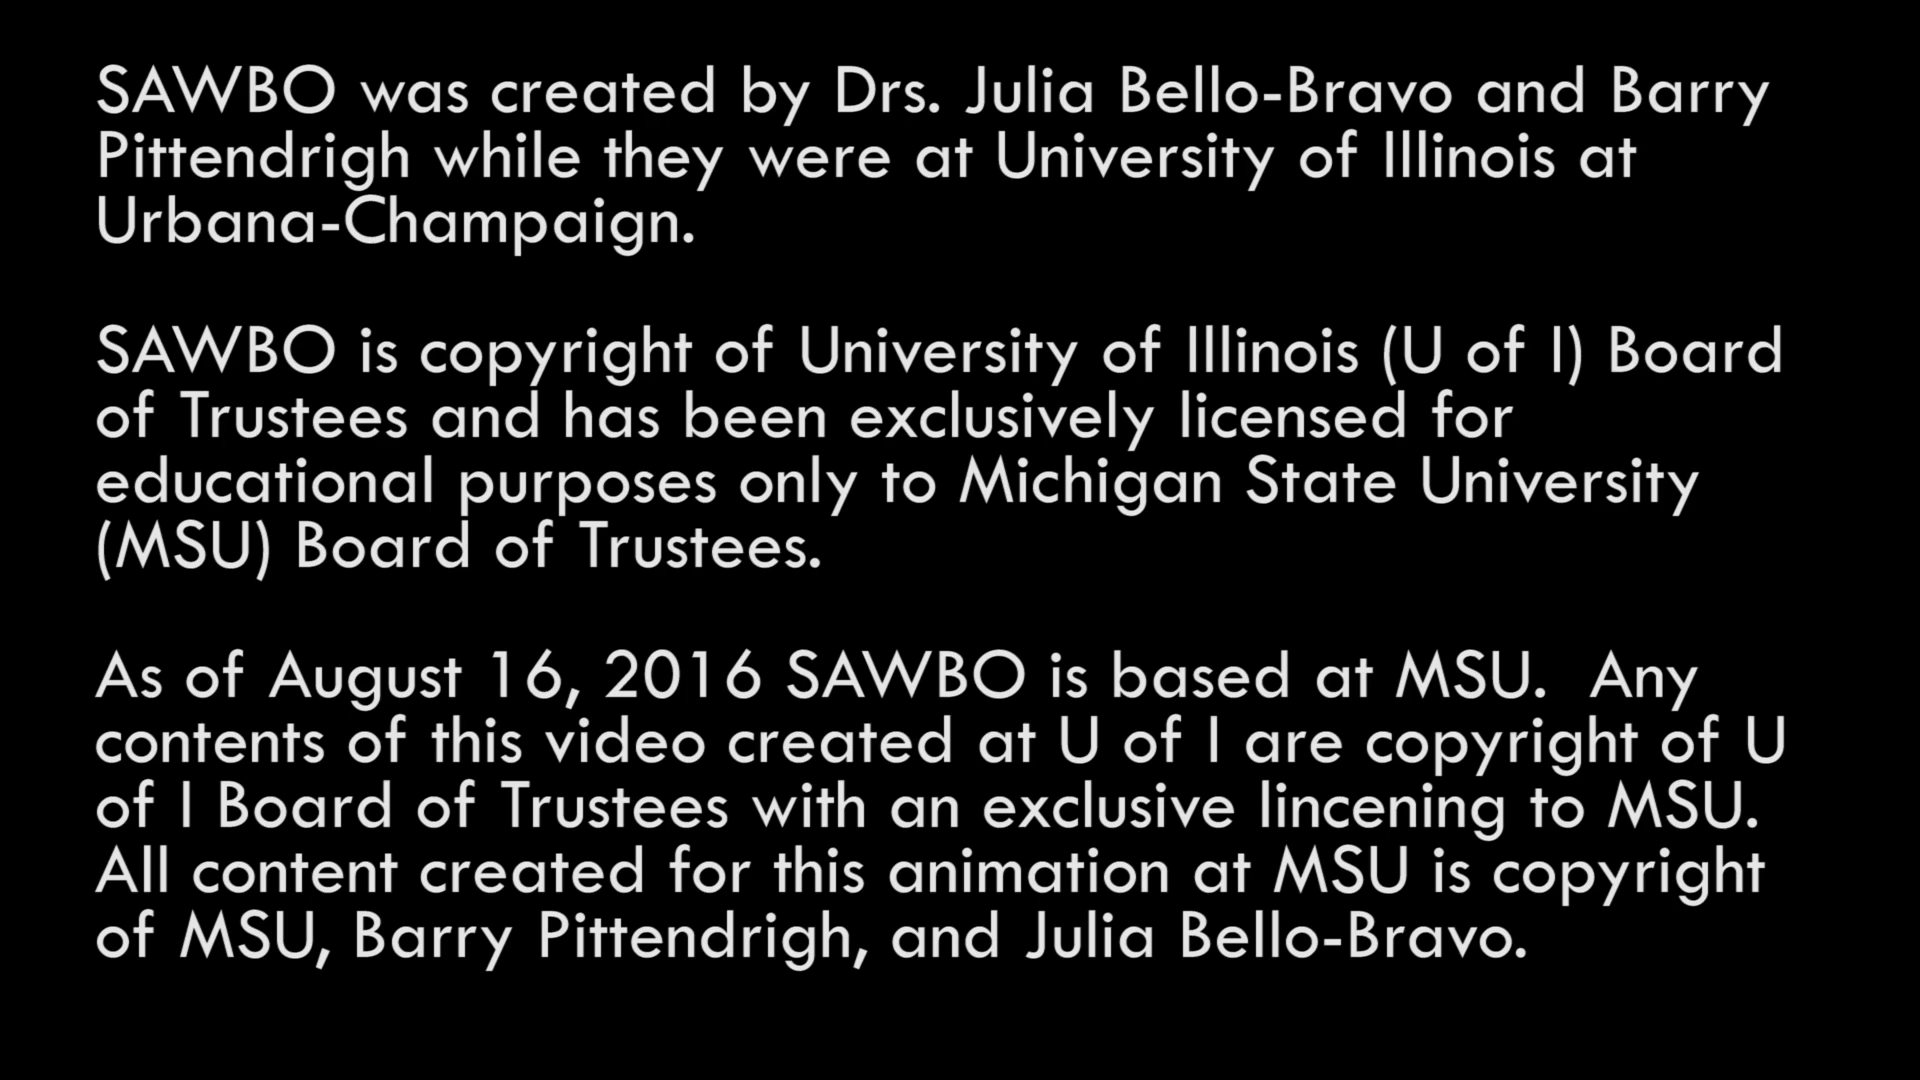 SAWBO was created by Drs. Julia Bello-Bravo and Barry
Pittendrigh while they were at University of Illinois at
Urbana-Champaign.
SAWBO is copyright of University of Illinois (U of I) Board
of Trustees and has been exclusively licensed for
educational purposes only to Michigan State University
(MSU) Board of Trustees.
As of August 16, 2016 SAWBO is based at MSU.  Any
contents of this video created at U of I are copyright of U
of I Board of Trustees with an exclusive lincening to MSU.
All content created for this animation at MSU is copyright
of MSU, Barry Pittendrigh, and Julia Bello-Bravo.